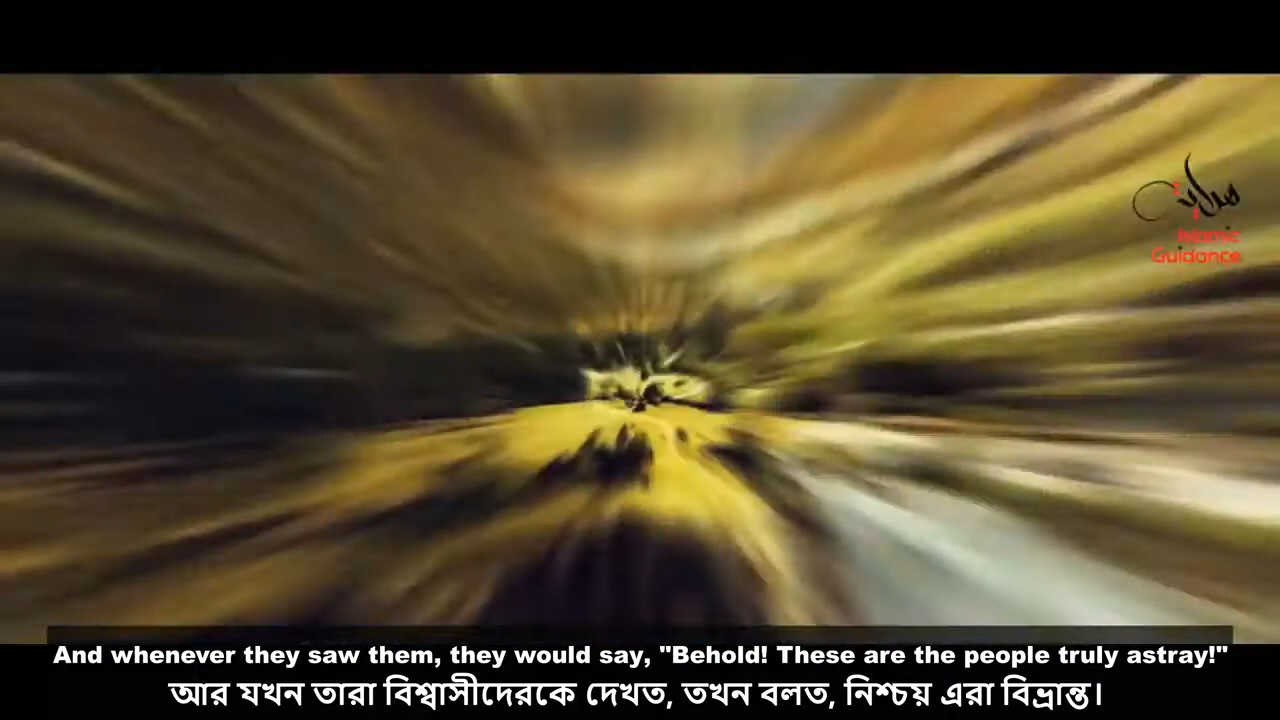 هداية
Islamic
Guidance
And whenever they saw them, they would say, "Behold! These are the people truly astray!"
আর যখন তারা বিশ্বাসীদেরকে দেখত, তখন বলত, নিশ্চয় এরা বিভ্রান্ত।